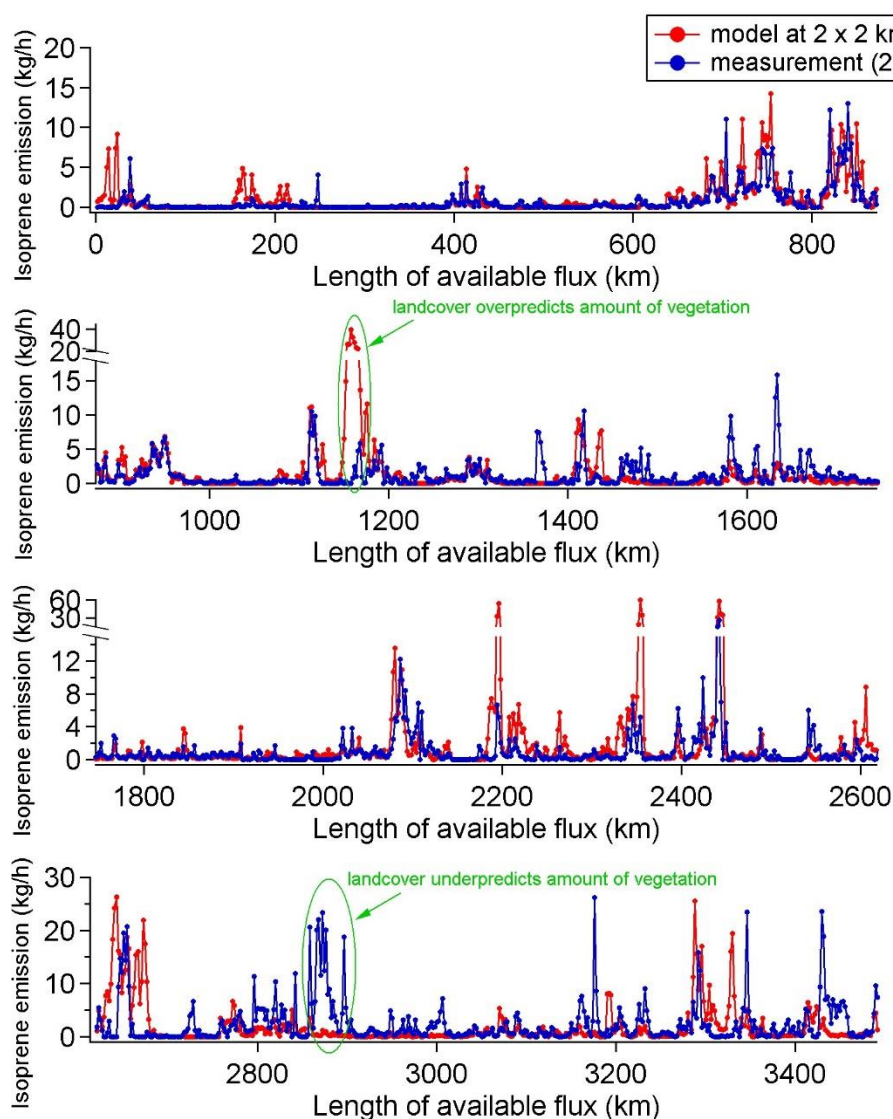 model at 2 x 2 km
measurement (2
Isoprene emission (kg/h)
20
15
10
5
0
0 200 400 600 800
Length of available flux (km)
landcover overpredicts amount of vegetation
Isoprene emission (kg/h)
40
20
15
10
5
0
1000 1200 1400 1600
Length of available flux (km)
Isoprene emission (kg/h)
60
30
12
8
4
0
1800 2000 2200 2400 2600
Length of available flux (km)
landcover underpredicts amount of vegetation
Isoprene emission (kg/h)
30
20
10
0
2800 3000 3200 3400
Length of available flux (km)